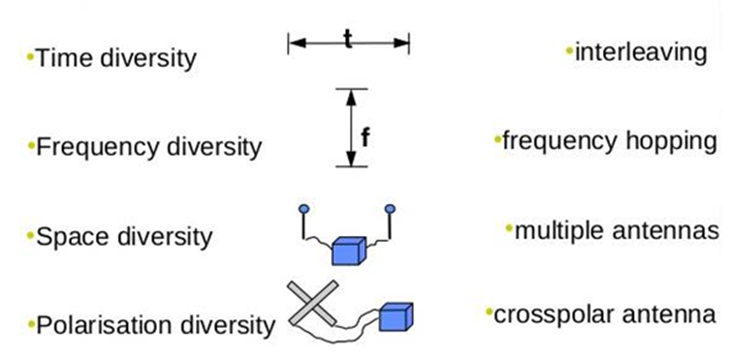 •Time diversity
t
•interleaving
•Frequency diversity
f
•frequency hopping
•Space diversity
•multiple antennas
•Polarisation diversity
•crosspolar antenna